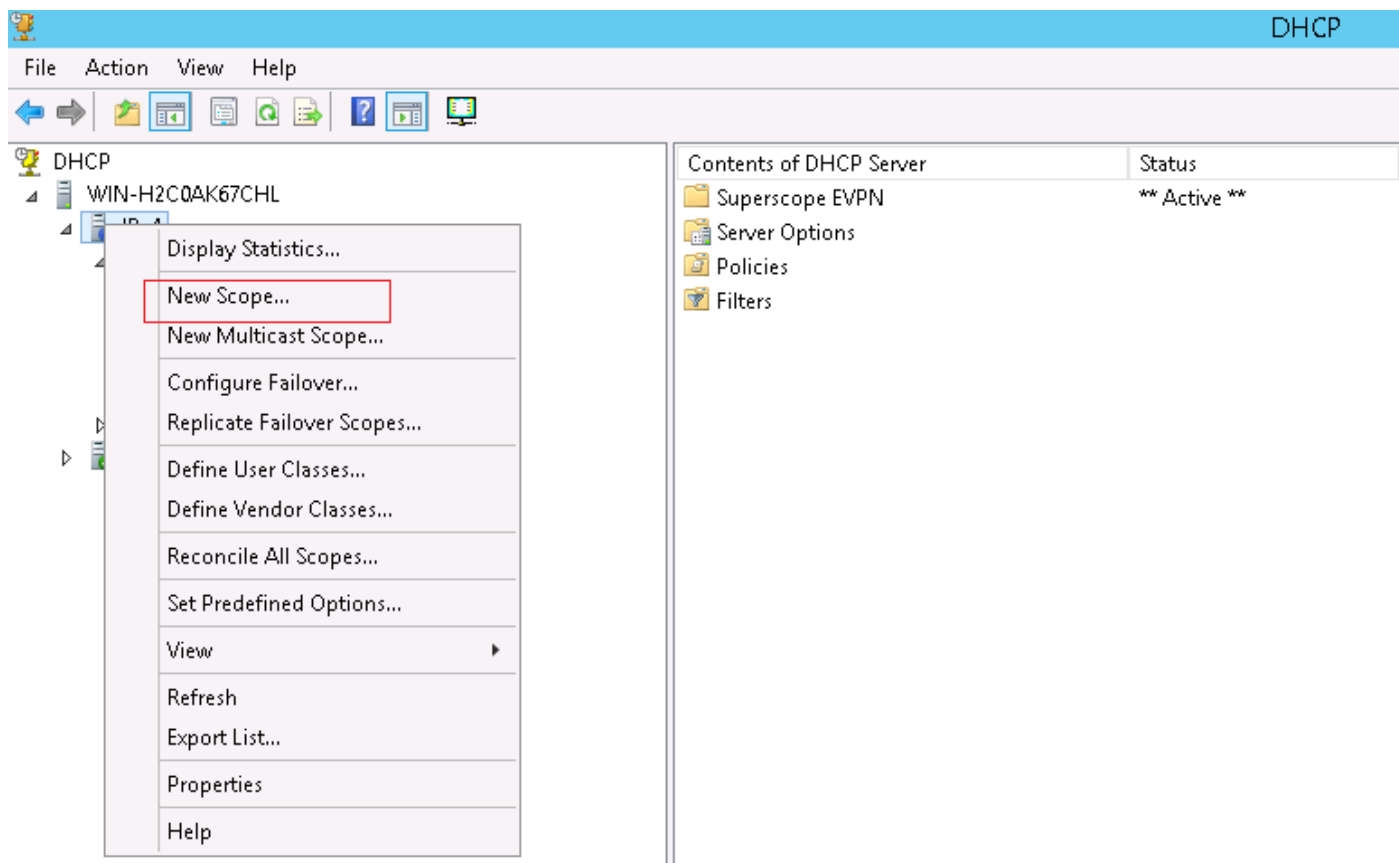 DHCP
File Action View Help
DHCP
WIN-H2C0AK67CHL
Display Statistics...
New Scope...
New Multicast Scope...
Configure Failover...
Replicate Failover Scopes...
Define User Classes...
Define Vendor Classes...
Reconcile All Scopes...
Set Predefined Options...
View
Refresh
Export List...
Properties
Help
Contents of DHCP Server Status
Superscope EVPN ** Active **
Server Options
Policies
Filters